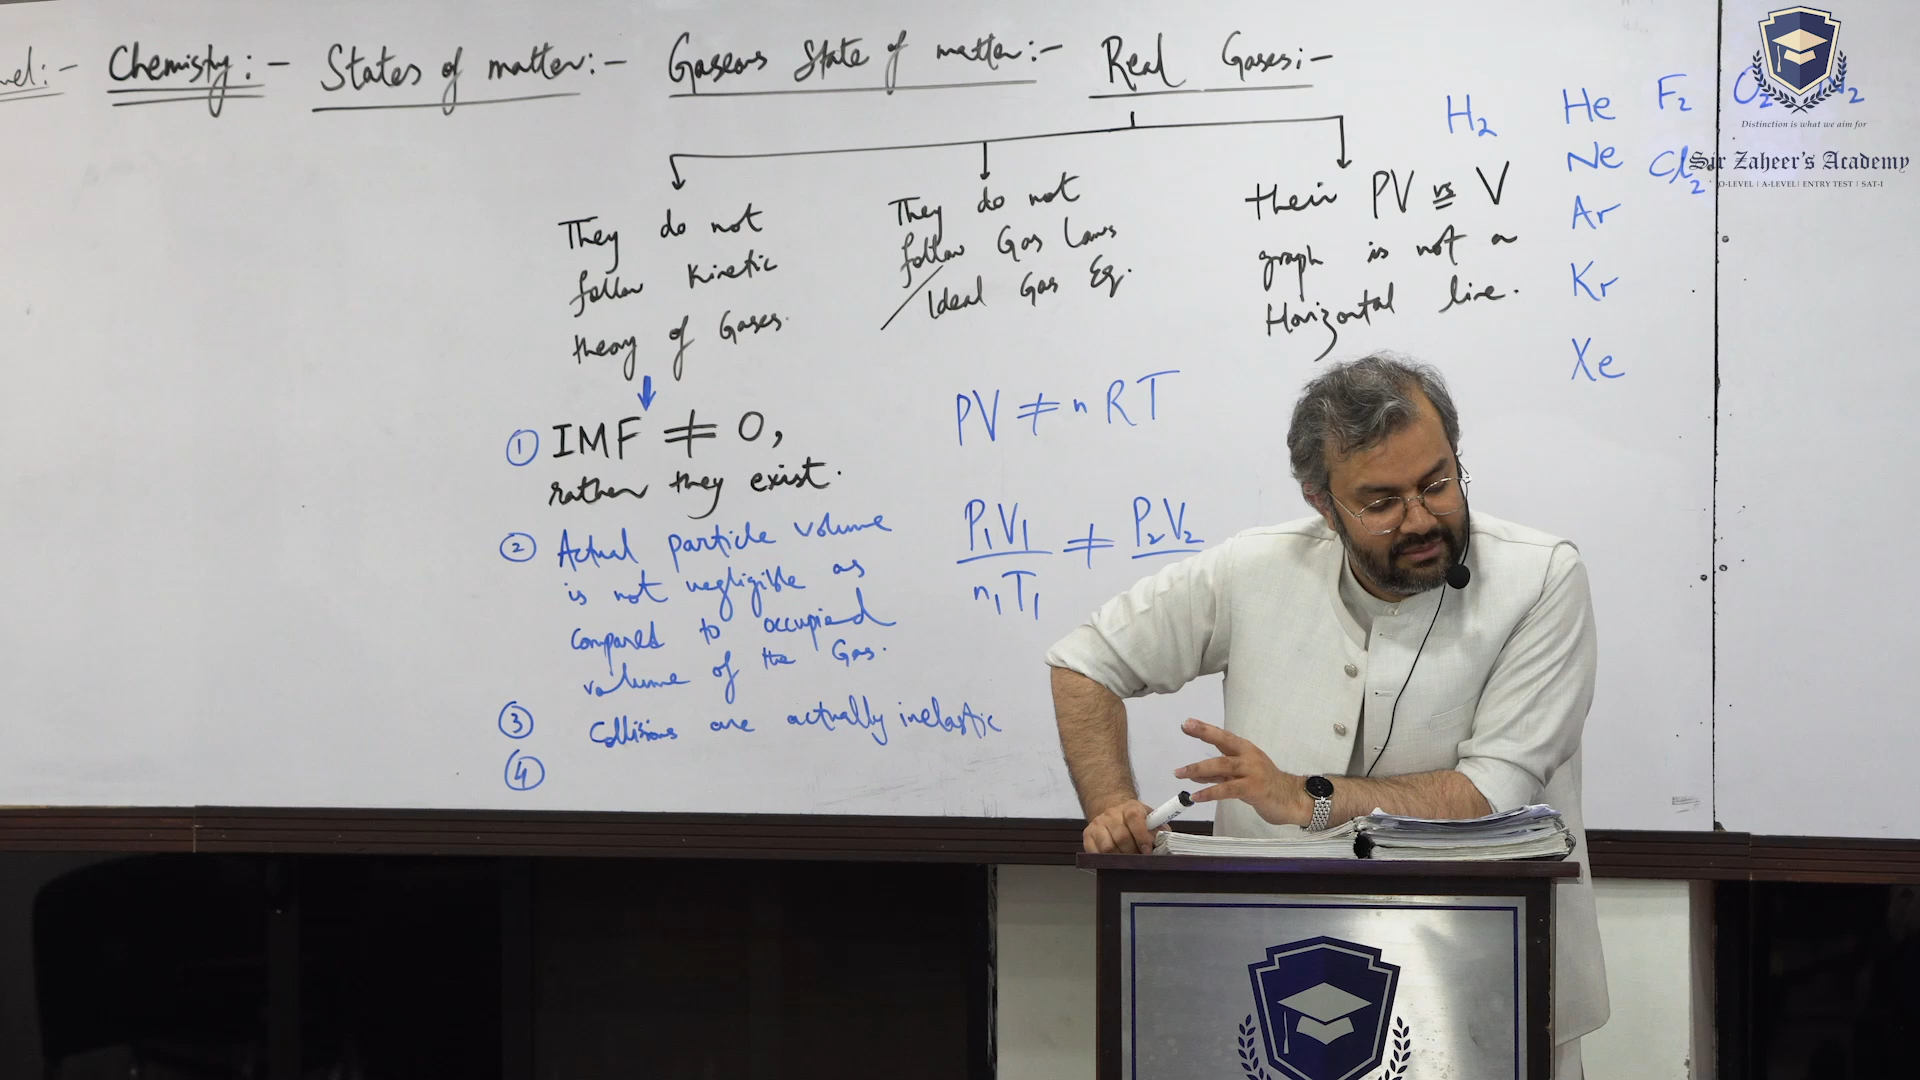 Chemistry:- States of matter:- Gaseous State of matter:- Real Gases:-
They do not
follow Kinetic
theory of Gases.
① IMF ≠ 0,
rather they exist.
② Actual particle volume
is not negligible as
compared to occupied
volume of the Gas.
③ Collisions are actually inelastic
④
They do not
follow Gas laws
/ Ideal Gas Eq.
PV ≠ nRT
P₁V₁ ≠ P₂V₂
n₁T₁
their PV vs V
graph is not a
Horizontal line.
H₂
He
Ne
Ar
Kr
Xe
F₂
Cl₂
O₂
Distinction is what we aim for
Sir Zaheer's Academy
O-LEVEL | A-LEVEL | ENTRY TEST | SAT-I